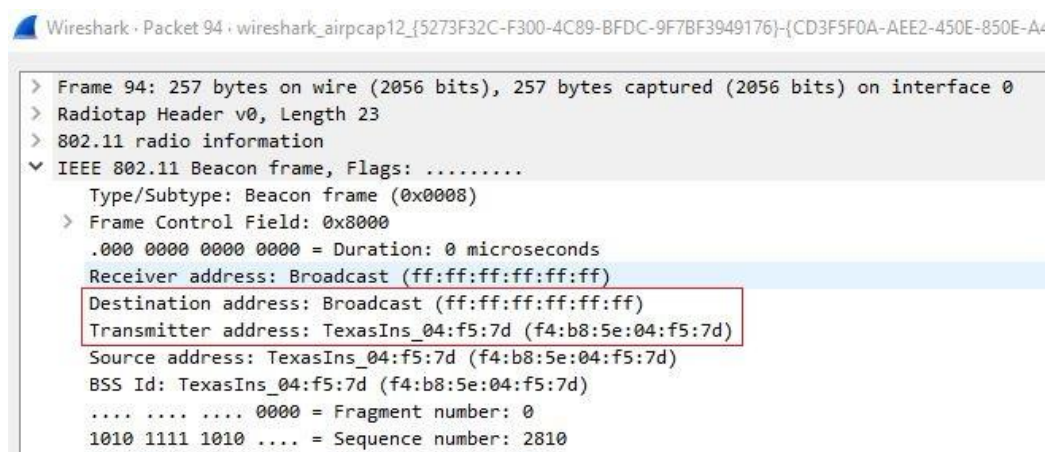 Wireshark · Packet 94 · wireshark_airpcap12_{5273F32C-F300-4C89-BFDC-9F7BF3949176}-{CD3F5F0A-AEE2-450E-850E-A4
> Frame 94: 257 bytes on wire (2056 bits), 257 bytes captured (2056 bits) on interface 0
> Radiotap Header v0, Length 23
> 802.11 radio information
IEEE 802.11 Beacon frame, Flags: .........
Type/Subtype: Beacon frame (0x0008)
> Frame Control Field: 0x8000
.000 0000 0000 0000 = Duration: 0 microseconds
Receiver address: Broadcast (ff:ff:ff:ff:ff:ff)
Destination address: Broadcast (ff:ff:ff:ff:ff:ff)
Transmitter address: TexasIns_04:f5:7d (f4:b8:5e:04:f5:7d)
Source address: TexasIns_04:f5:7d (f4:b8:5e:04:f5:7d)
BSS Id: TexasIns_04:f5:7d (f4:b8:5e:04:f5:7d)
.... .... .... 0000 = Fragment number: 0
1010 1111 1010 .... = Sequence number: 2810